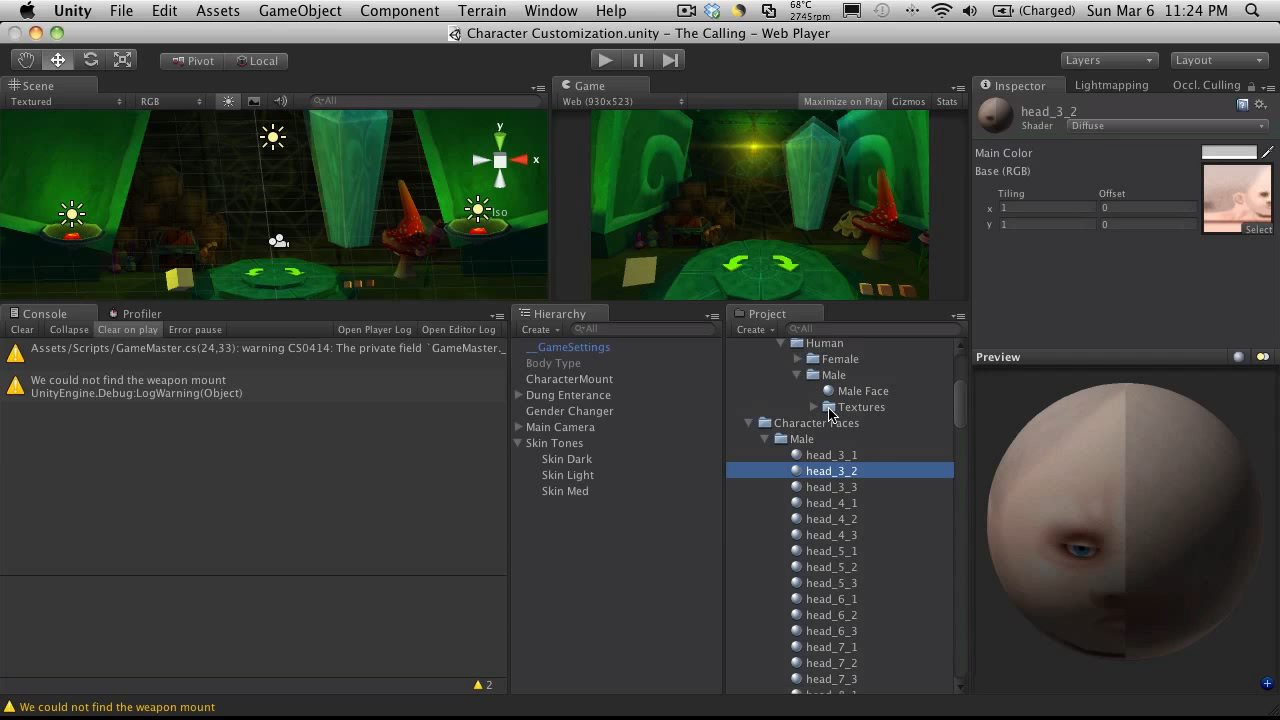 Unity File Edit Assets GameObject Component Terrain Window Help 68°C 2745rpm (Charged) Sun Mar 6 11:24 PM
Character Customization.unity – The Calling – Web Player
Pivot Local Layers Layout
Scene
Textured RGB All
Game
Web (930x523) Maximize on Play Gizmos Stats
y
x
Iso
Inspector Lightmapping Occl. Culling
head_3_2
Shader Diffuse
Main Color
Base (RGB)
Tiling Offset
x 1 0
y 1 0
Select
Console Profiler
Clear Collapse Clear on play Error pause Open Player Log Open Editor Log
Assets/Scripts/GameMaster.cs(24,33): warning CS0414: The private field `GameMaster._
We could not find the weapon mount
UnityEngine.Debug:LogWarning(Object)
2
We could not find the weapon mount
Hierarchy
Create All
__GameSettings
Body Type
CharacterMount
Dung Enterance
Gender Changer
Main Camera
Skin Tones
Skin Dark
Skin Light
Skin Med
Project
Create All
Human
Female
Male
Male Face
Textures
Character Faces
Male
head_3_1
head_3_2
head_3_3
head_4_1
head_4_2
head_4_3
head_5_1
head_5_2
head_5_3
head_6_1
head_6_2
head_6_3
head_7_1
head_7_2
head_7_3
Preview